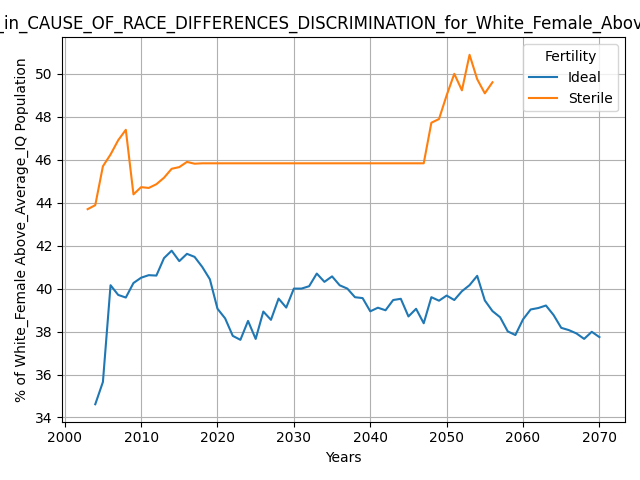 _in_CAUSE_OF_RACE_DIFFERENCES_DISCRIMINATION_for_White_Female_Abov
Fertility
Ideal
Sterile
% of White_Female Above_Average_IQ Population
50
48
46
44
42
40
38
36
34
2000 2010 2020 2030 2040 2050 2060 2070
Years